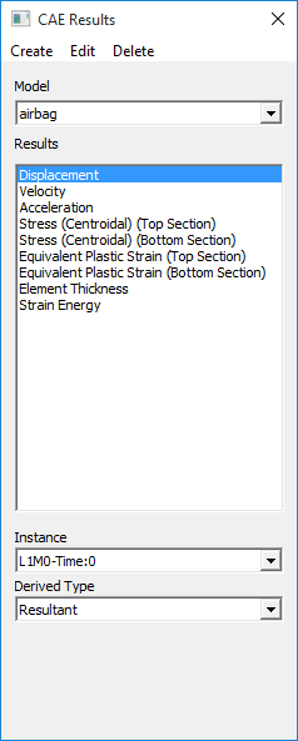 CAE Results
Create Edit Delete
Model
airbag
Results
Displacement
Velocity
Acceleration
Stress (Centroidal) (Top Section)
Stress (Centroidal) (Bottom Section)
Equivalent Plastic Strain (Top Section)
Equivalent Plastic Strain (Bottom Section)
Element Thickness
Strain Energy
Instance
L1M0-Time:0
Derived Type
Resultant